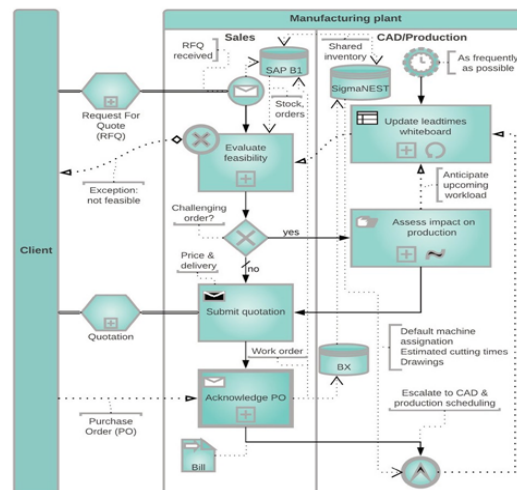 Manufacturing plant
Sales
CAD/Production
RFQ
received
SAP B1
Shared
inventory
SigmaNEST
As frequently
as possible
Request For
Quote
(RFQ)
Stock,
orders
Update leadtimes
whiteboard
Evaluate
feasibility
Exception:
not feasible
Anticipate
upcoming
workload
Challenging
order?
yes
Assess impact on
production
Client
Price &
delivery
no
Submit quotation
Quotation
Default machine
assignation
Estimated cutting times
Drawings
Work order
BX
Acknowledge PO
Escalate to CAD &
production scheduling
Purchase
Order (PO)
Bill